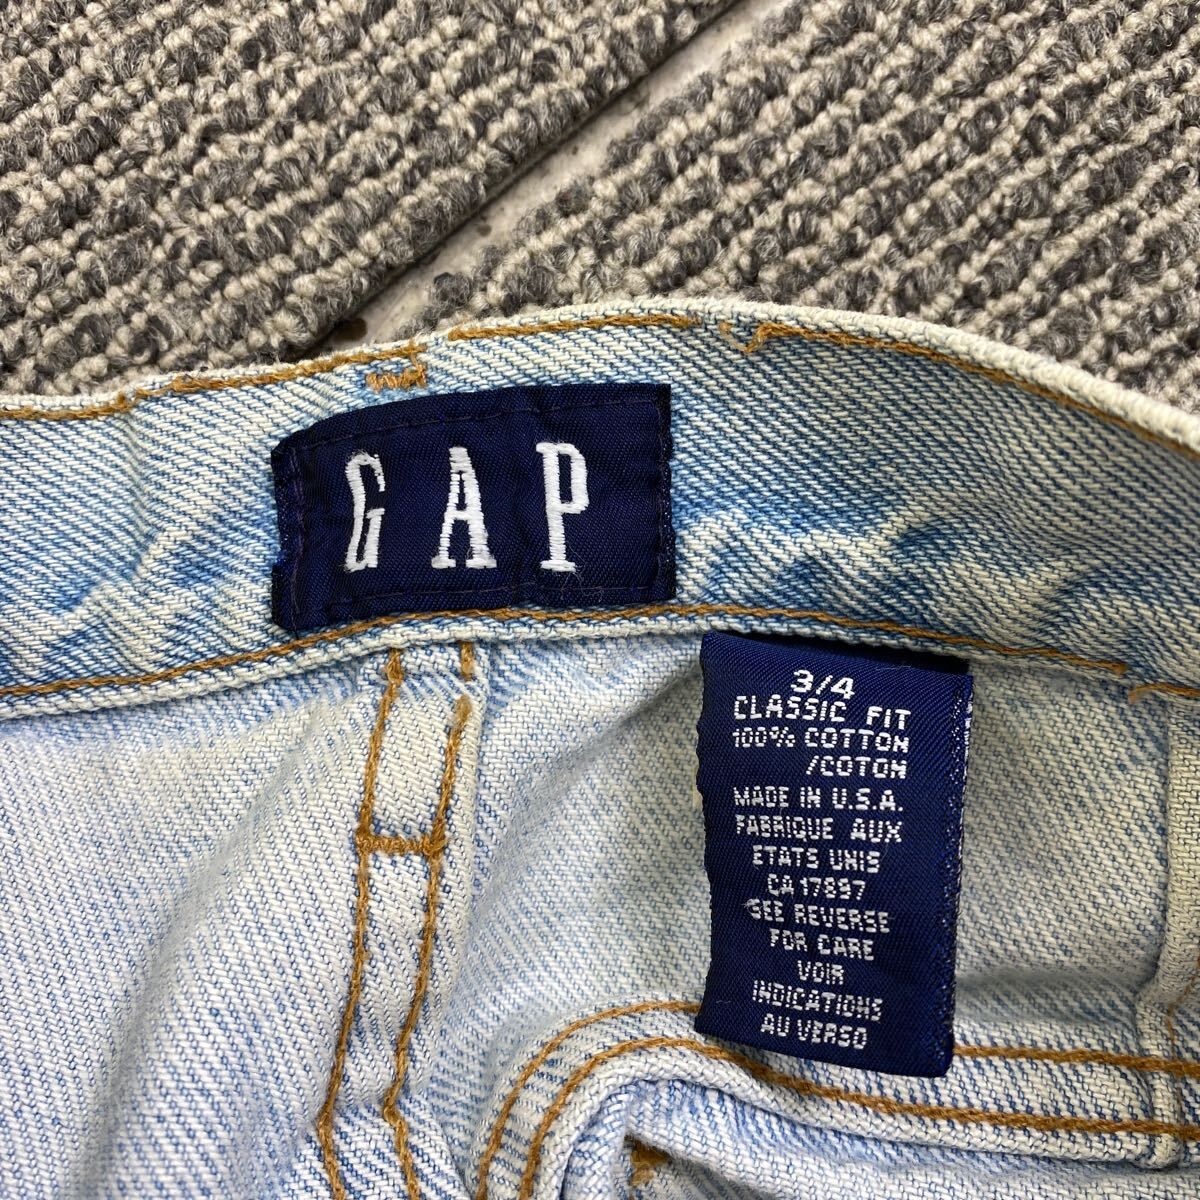 GAP
3/4
CLASSIC FIT
100% COTTON
/COTON
MADE IN U.S.A.
FABRIQUE AUX
ETATS UNIS
CA 17897
SEE REVERSE
FOR CARE
VOIR
INDICATIONS
AU VERSO